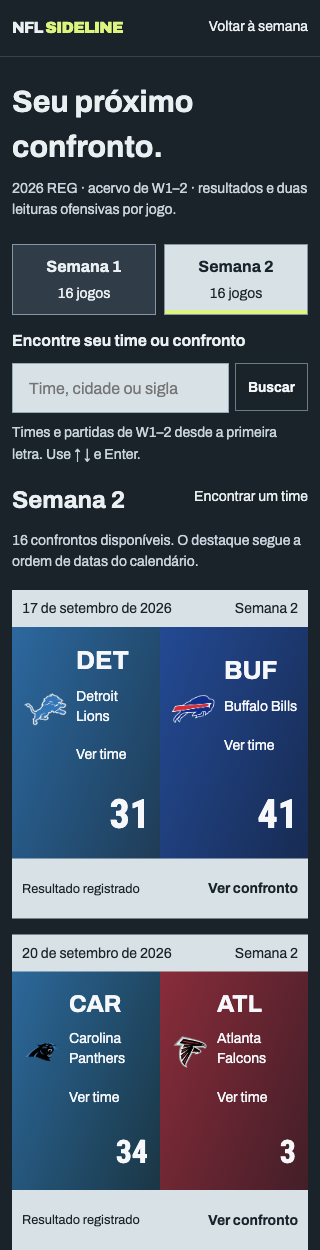 NFL SIDELINE
Voltar à semana
Seu próximo
confronto.
2026 REG · acervo de W1–2 · resultados e duas
leituras ofensivas por jogo.
Semana 1
16 jogos
Semana 2
16 jogos
Encontre seu time ou confronto
Time, cidade ou sigla
Buscar
Times e partidas de W1–2 desde a primeira
letra. Use ↑↓ e Enter.
Semana 2
Encontrar um time
16 confrontos disponíveis. O destaque segue a
ordem de datas do calendário.
17 de setembro de 2026
Semana 2
DET
Detroit
Lions
Ver time
31
BUF
Buffalo Bills
Ver time
41
Resultado registrado
Ver confronto
20 de setembro de 2026
Semana 2
CAR
Carolina
Panthers
Ver time
34
ATL
Atlanta
Falcons
Ver time
3
Resultado registrado
Ver confronto